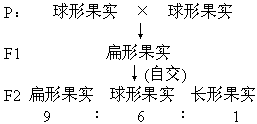 P： 球形果实 × 球形果实
↓
F1 扁形果实
↓(自交)
F2 扁形果实 球形果实 长形果实
9 : 6 : 1